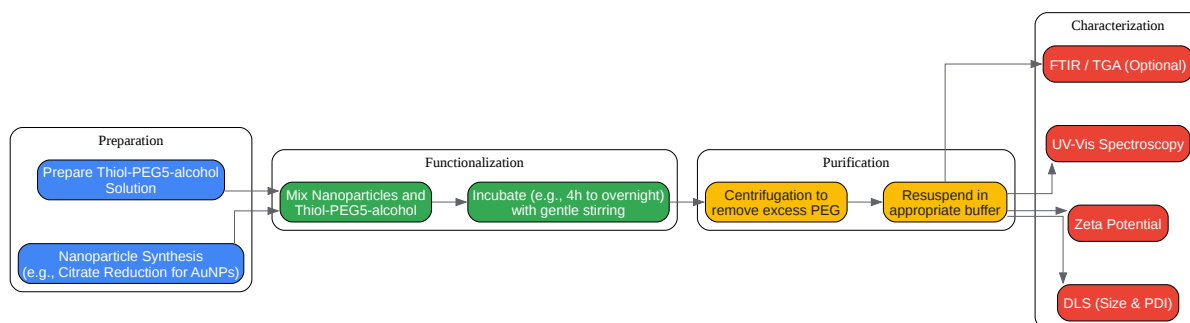 Preparation
Prepare Thiol-PEG5-alcohol
Solution
Nanoparticle Synthesis
(e.g., Citrate Reduction for AuNPs)
Functionalization
Mix Nanoparticles and
Thiol-PEG5-alcohol
Incubate (e.g., 4h to overnight)
with gentle stirring
Purification
Centrifugation to
remove excess PEG
Resuspend in
appropriate buffer
Characterization
FTIR / TGA (Optional)
UV-Vis Spectroscopy
Zeta Potential
DLS (Size & PDI)